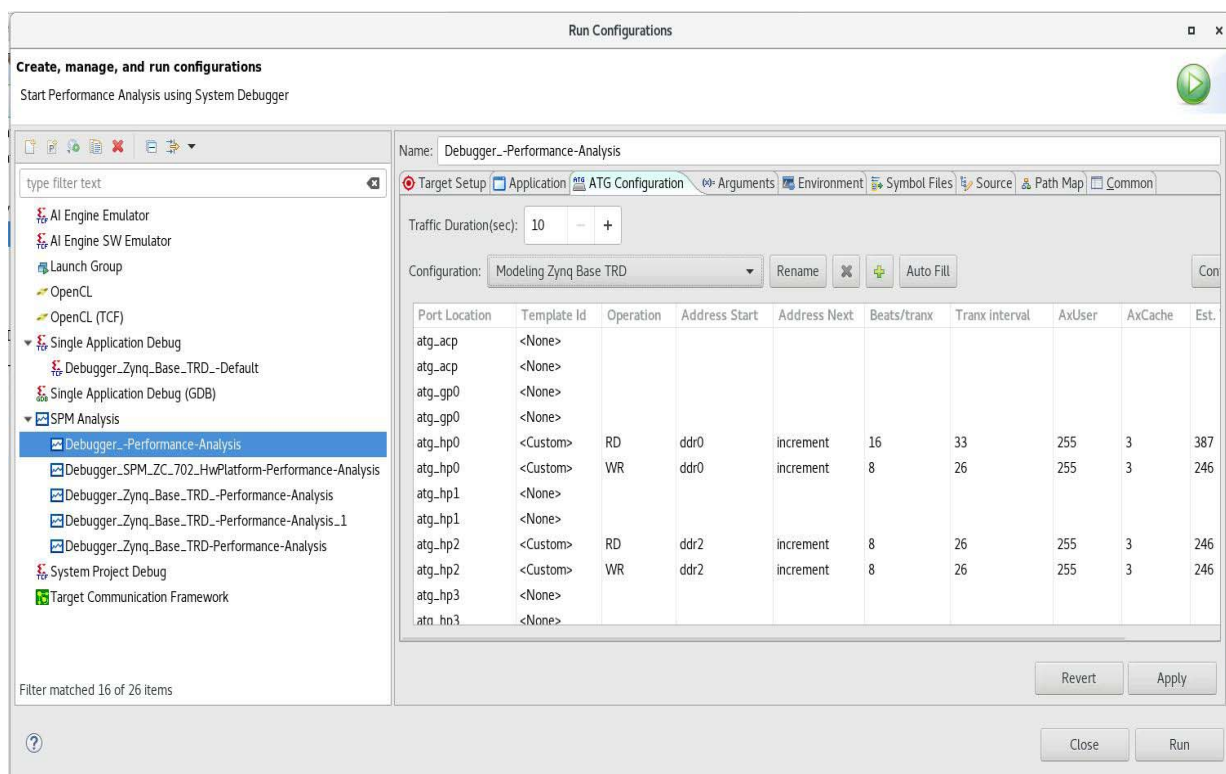 Run Configurations
Create, manage, and run configurations
Start Performance Analysis using System Debugger
type filter text
AI Engine Emulator
AI Engine SW Emulator
Launch Group
OpenCL
OpenCL (TCF)
Single Application Debug
Debugger_Zynq_Base_TRD_-Default
Single Application Debug (GDB)
SPM Analysis
Debugger_-Performance-Analysis
Debugger_SPM_ZC_702_HwPlatform-Performance-Analysis
Debugger_Zynq_Base_TRD_-Performance-Analysis
Debugger_Zynq_Base_TRD_-Performance-Analysis_1
Debugger_Zynq_Base_TRD-Performance-Analysis
System Project Debug
Target Communication Framework
Filter matched 16 of 26 items
Name: Debugger_-Performance-Analysis
Target Setup Application ATG Configuration Arguments Environment Symbol Files Source Path Map Common
Traffic Duration(sec): 10 - +
Configuration: Modeling Zynq Base TRD Rename Auto Fill Con
Port Location Template Id Operation Address Start Address Next Beats/tranx Tranx interval AxUser AxCache Est.
atg_acp <None>
atg_acp <None>
atg_gp0 <None>
atg_gp0 <None>
atg_hp0 <Custom> RD ddr0 increment 16 33 255 3 387
atg_hp0 <Custom> WR ddr0 increment 8 26 255 3 246
atg_hp1 <None>
atg_hp1 <None>
atg_hp2 <Custom> RD ddr2 increment 8 26 255 3 246
atg_hp2 <Custom> WR ddr2 increment 8 26 255 3 246
atg_hp3 <None>
atg_hp3 <None>
Revert Apply
Close Run